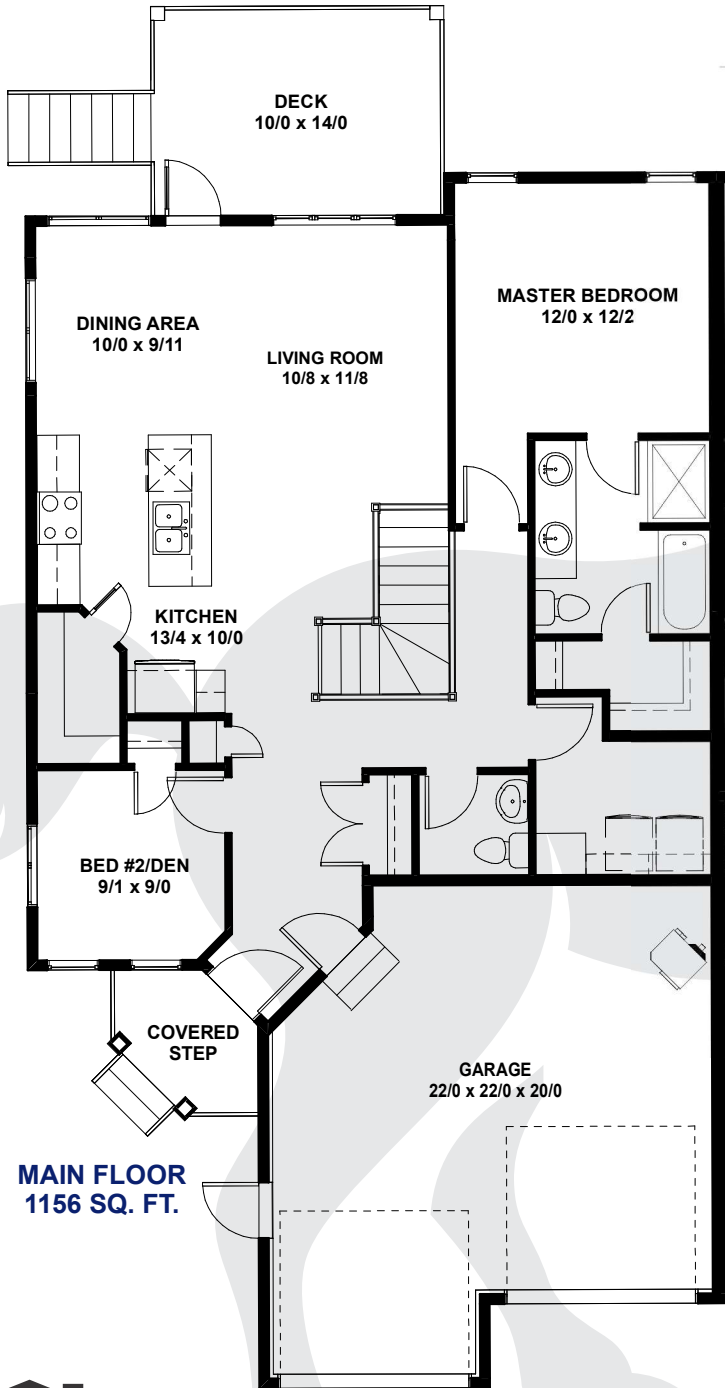 DECK
10/0 x 14/0
MASTER BEDROOM
12/0 x 12/2
DINING AREA
10/0 x 9/11
LIVING ROOM
10/8 x 11/8
KITCHEN
13/4 x 10/0
BED #2/DEN
9/1 x 9/0
COVERED
STEP
GARAGE
22/0 x 22/0 x 20/0
MAIN FLOOR
1156 SQ. FT.